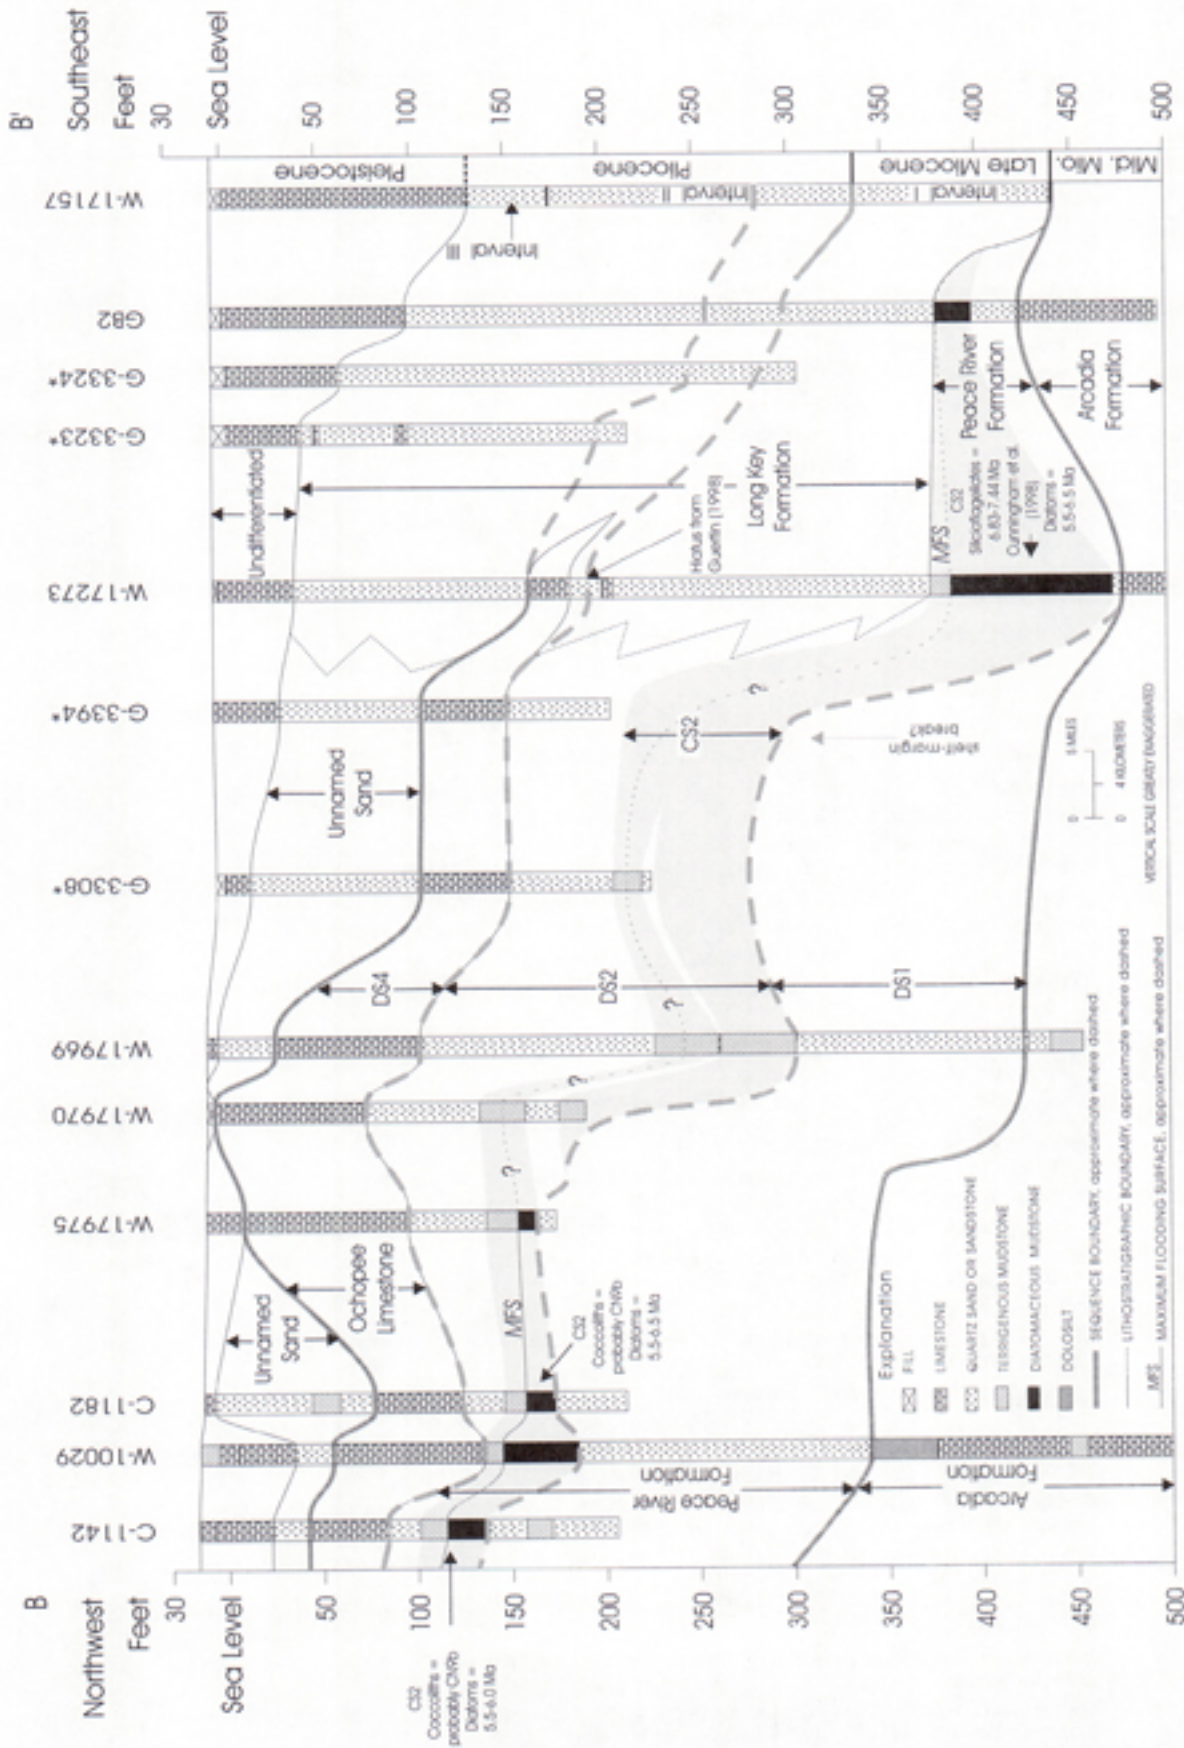 B
Northwest
Feet
30
Sea Level
50
100
150
200
250
300
350
400
450
500
B'
Southeast
Feet
30
Sea Level
50
100
150
200
250
300
350
400
450
500
C-1142
W-10029
C-1182
W-17975
W-17970
W-17969
G-3308*
G-3394*
W-17273
G-3323*
G-3324*
GB2
W-17157
Unnamed
Sand
Ochopee
Limestone
MFS
?
?
?
CS2
Coccoliths =
probably CN9b
Diatoms =
5.5-6.5 Ma
CS2
Coccoliths =
probably CN9b
Diatoms =
5.5-6.0 Ma
Peace River
Formation
Arcadia
Formation
DS4
DS2
DS1
Unnamed
Sand
CS2
?
shelf-margin
break?
Undifferentiated
Hiatus from
Guertin (1998)
Long Key
Formation
MFS
CS2
Silicoflagellates =
6.83-7.44 Ma
Cunningham et al.
(1998)
Diatoms =
5.5-6.5 Ma
Peace River
Formation
Arcadia
Formation
Interval III
Interval II
Interval I
Pleistocene
Pliocene
Late Miocene
Mid. Mio.
Explanation
FILL
LIMESTONE
QUARTZ SAND OR SANDSTONE
TERRIGENOUS MUDSTONE
DIATOMACEOUS MUDSTONE
DOLOSILT
SEQUENCE BOUNDARY, approximate where dashed
LITHOSTRATIGRAPHIC BOUNDARY, approximate where dashed
MFS MAXIMUM FLOODING SURFACE, approximate where dashed
0 5 MILES
0 4 KILOMETERS
VERTICAL SCALE GREATLY EXAGGERATED